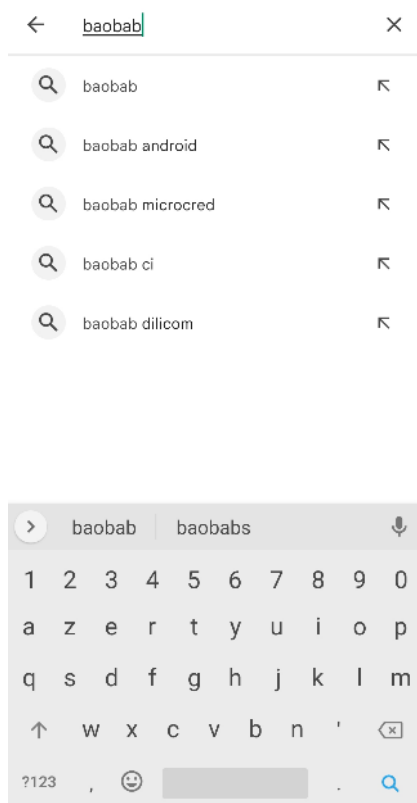 baobab
baobab
baobab android
baobab microcred
baobab ci
baobab dilicom
baobab baobabs
1 2 3 4 5 6 7 8 9 0
a z e r t y u i o p
q s d f g h j k l m
w x c v b n '
?123 , .